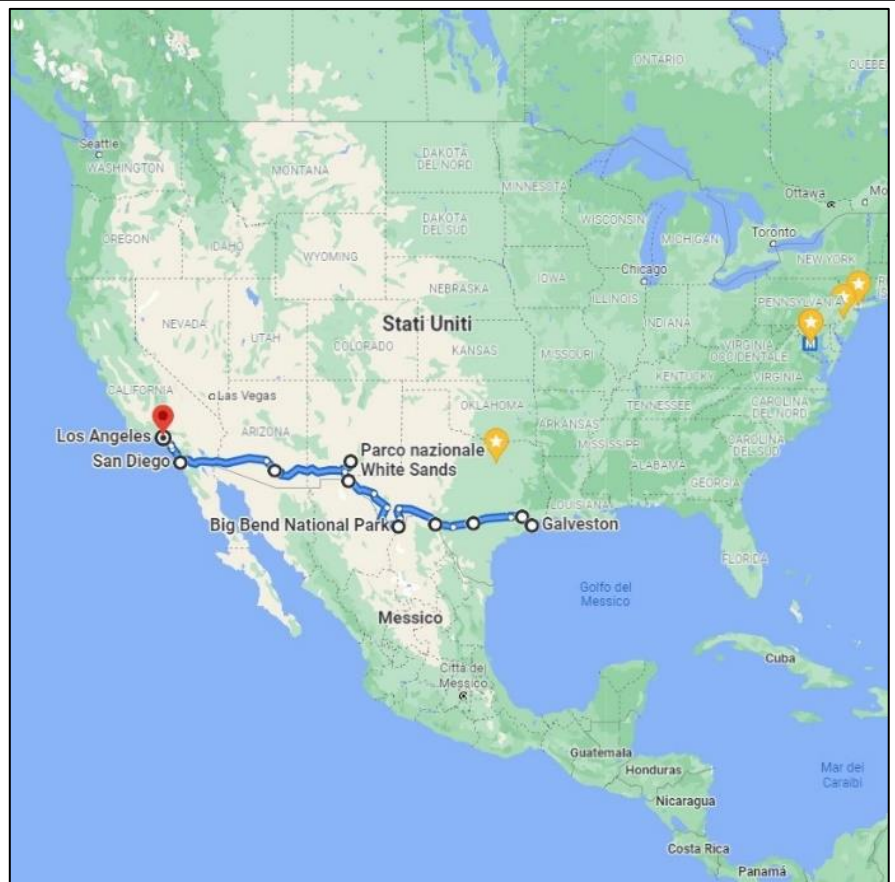 ONTARIO
QUEBE
Seattle
WASHINGTON
MONTANA
DAKOTA
DEL NORD
MINNESOTA
Ottawa
Mo
OREGON
IDAHO
DAKOTA
DEL SUD
WISCONSIN
MICHIGAN
Toronto
WYOMING
NEW YORK
Chicago
IOWA
NEBRASKA
PENNSYLVANIA
NEVADA
UTAH
Stati Uniti
ILLINOIS
INDIANA
COLORADO
KANSAS
MISSOURI
VIRGINIA
OCCIDENTALE
M
CALIFORNIA
Las Vegas
KENTUCKY
VIRGINIA
OKLAHOMA
TENNESSEE
CAROLINA
DEL NORD
Los Angeles
ARIZONA
ARKANSAS
San Diego
Parco nazionale
White Sands
MISSISSIPPI
CAROLINA
DEL SUD
ALABAMA
GEORGIA
LOUISIANA
Big Bend National Park
Galveston
FLORIDA
Golfo del
Messico
Messico
Cuba
Città del
Messico
Guatemala
Honduras
Mar dei
Caraibi
Nicaragua
Costa Rica
Panamá